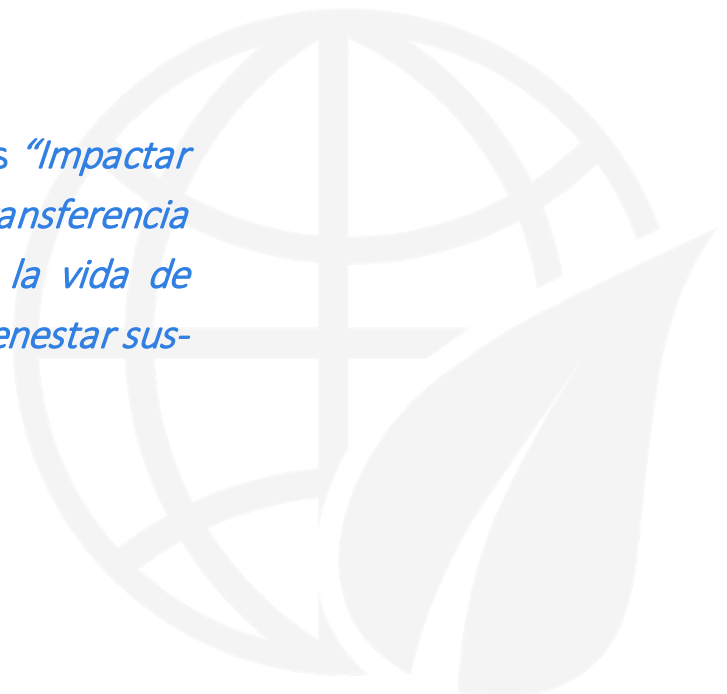 s “Impactar
ansferencia
la vida de
enestar sus-